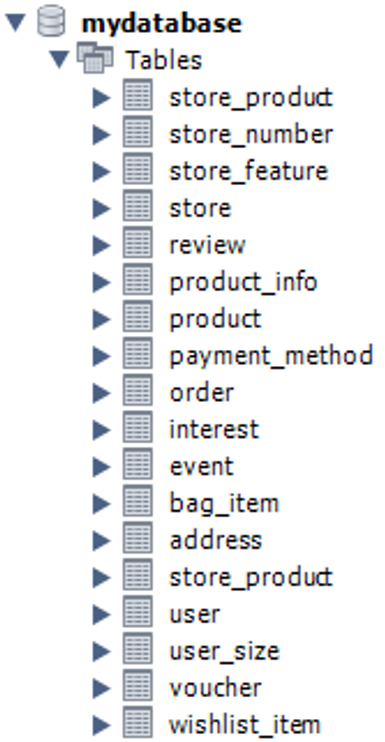 mydatabase
Tables
store_product
store_number
store_feature
store
review
product_info
product
payment_method
order
interest
event
bag_item
address
store_product
user
user_size
voucher
wishlist_item